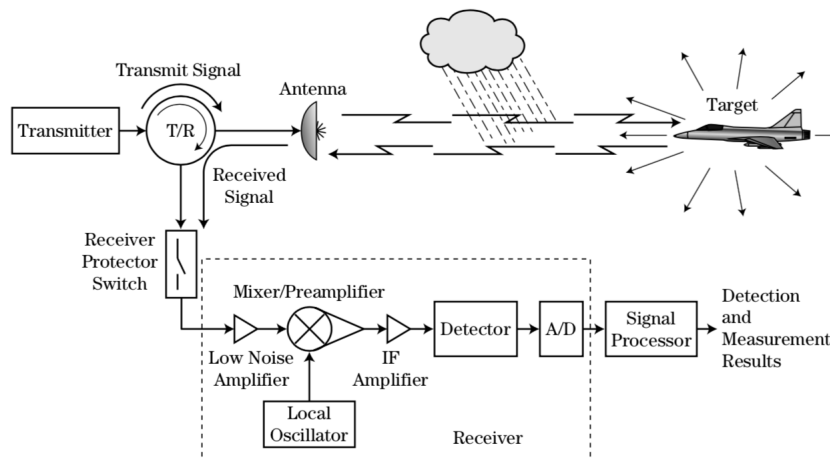 Transmit Signal
Antenna
Target
Transmitter
T/R
Received
Signal
Receiver
Protector
Switch
Mixer/Preamplifier
Detector
A/D
Signal
Processor
Detection
and
Measurement
Results
Low Noise
Amplifier
IF
Amplifier
Local
Oscillator
Receiver